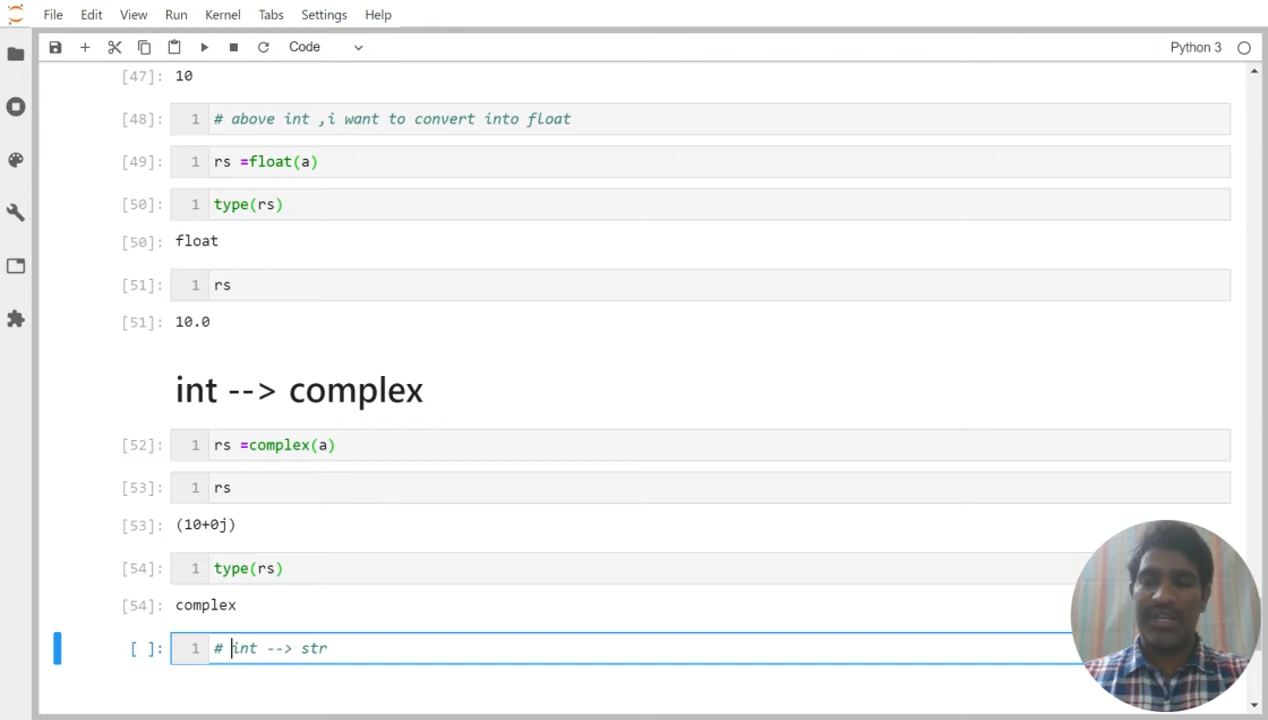 File Edit View Run Kernel Tabs Settings Help
Code Python 3
[47]: 10
[48]: 1 # above int ,i want to convert into float
[49]: 1 rs =float(a)
[50]: 1 type(rs)
[50]: float
[51]: 1 rs
[51]: 10.0
int --> complex
[52]: 1 rs =complex(a)
[53]: 1 rs
[53]: (10+0j)
[54]: 1 type(rs)
[54]: complex
[ ]: 1 # int --> str